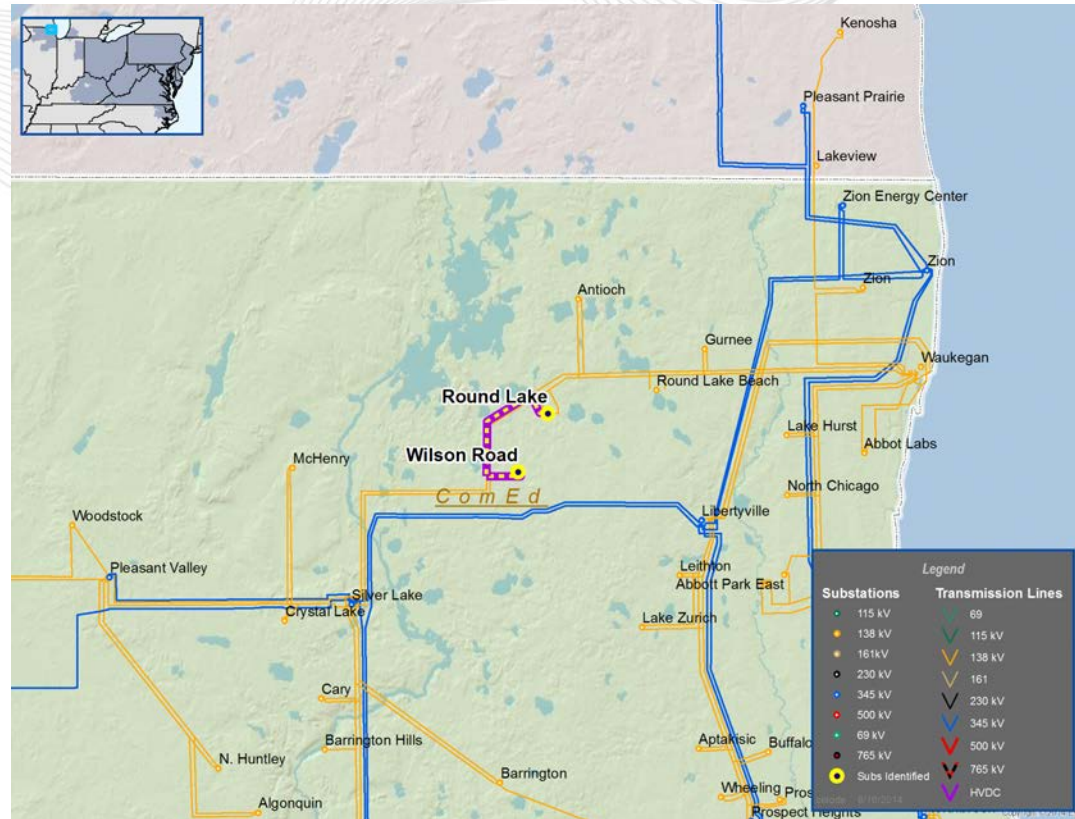 Kenosha
Pleasant Prairie
Lakeview
Zion Energy Center
Zion
Zion
Antioch
Gurnee
Waukegan
Round Lake Beach
Round Lake
Lake Hurst
Abbot Labs
Wilson Road
McHenry
ComEd
North Chicago
Woodstock
Libertyville
Pleasant Valley
Leithton
Abbott Park East
Silver Lake
Crystal Lake
Lake Zurich
Cary
Barrington Hills
Aptakisic
Buffalo
N. Huntley
Barrington
Wheeling
Algonquin
Prospect Heights
Legend
Substations
115 kV
138 kV
161kV
230 kV
345 kV
500 kV
69 kV
765 kV
Subs Identified
Transmission Lines
69
115 kV
138 kV
161
230 kV
345 kV
500 kV
765 kV
HVDC